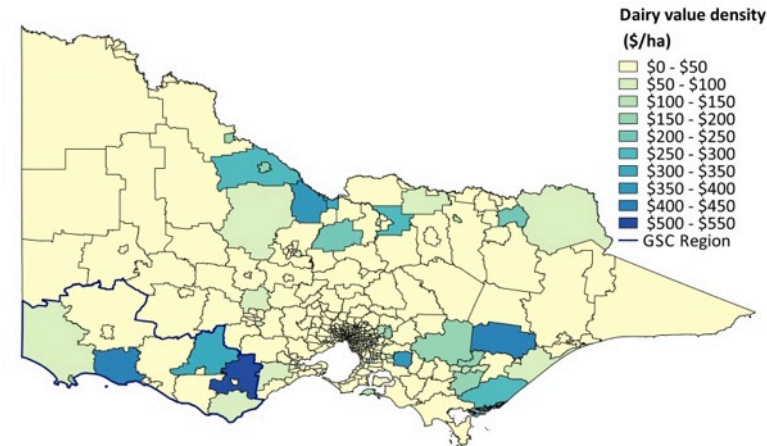 Dairy value density
($/ha)
$0 - $50
$50 - $100
$100 - $150
$150 - $200
$200 - $250
$250 - $300
$300 - $350
$350 - $400
$400 - $450
$500 - $550
GSC Region